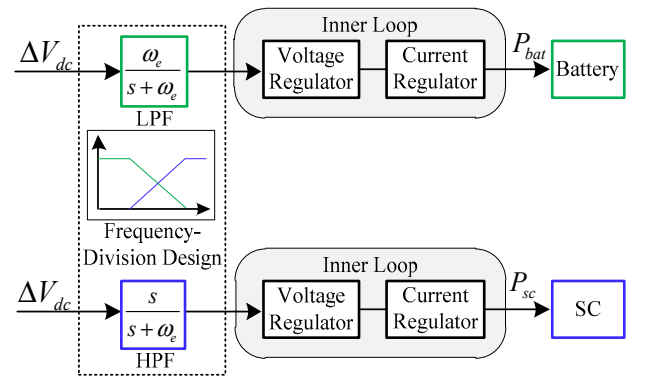 Inner Loop
ΔV_dc
ω_e / (s + ω_e)
LPF
Voltage
Regulator
Current
Regulator
P_bat
Battery
Frequency-
Division Design
Inner Loop
ΔV_dc
s / (s + ω_e)
HPF
Voltage
Regulator
Current
Regulator
P_sc
SC